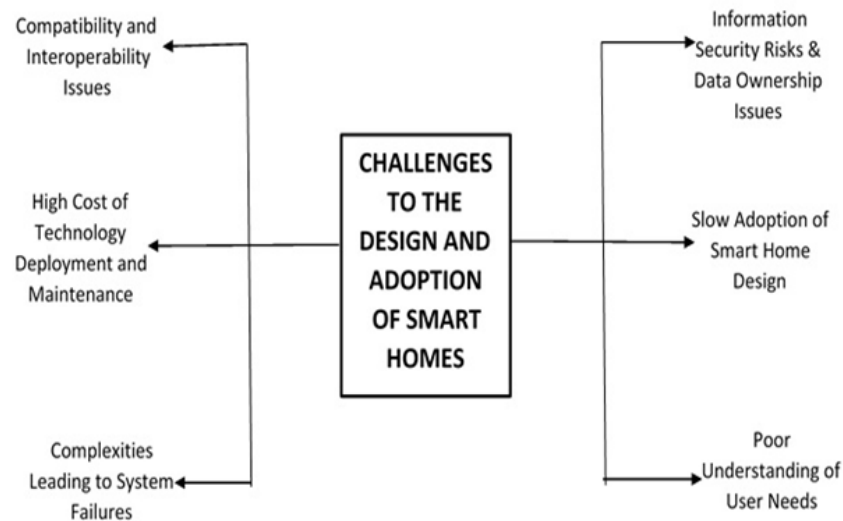 Compatibility and
Interoperability
Issues
High Cost of
Technology
Deployment and
Maintenance
Complexities
Leading to System
Failures
CHALLENGES
TO THE
DESIGN AND
ADOPTION
OF SMART
HOMES
Information
Security Risks &
Data Ownership
Issues
Slow Adoption of
Smart Home
Design
Poor
Understanding of
User Needs